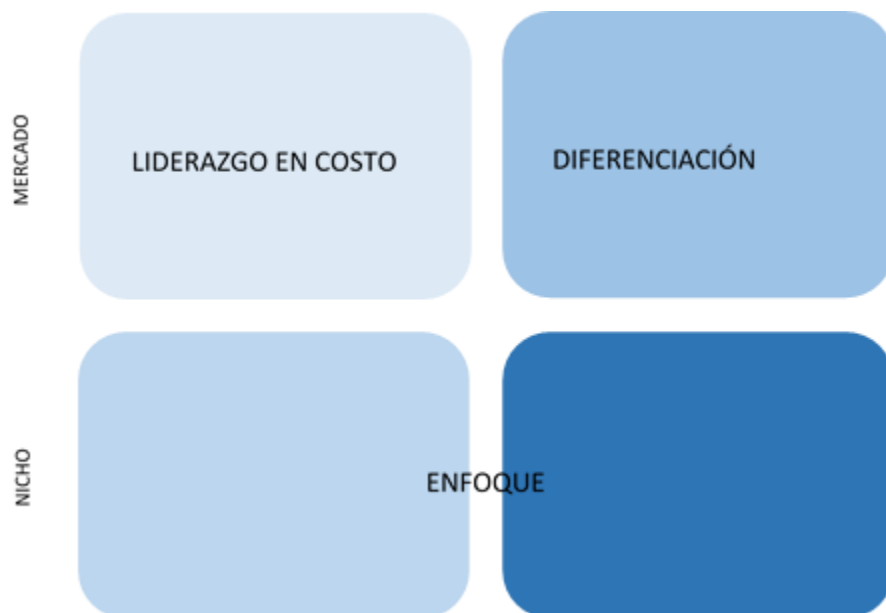 MERCADO
LIDERAZGO EN COSTO
DIFERENCIACIÓN
NICHO
ENFOQUE